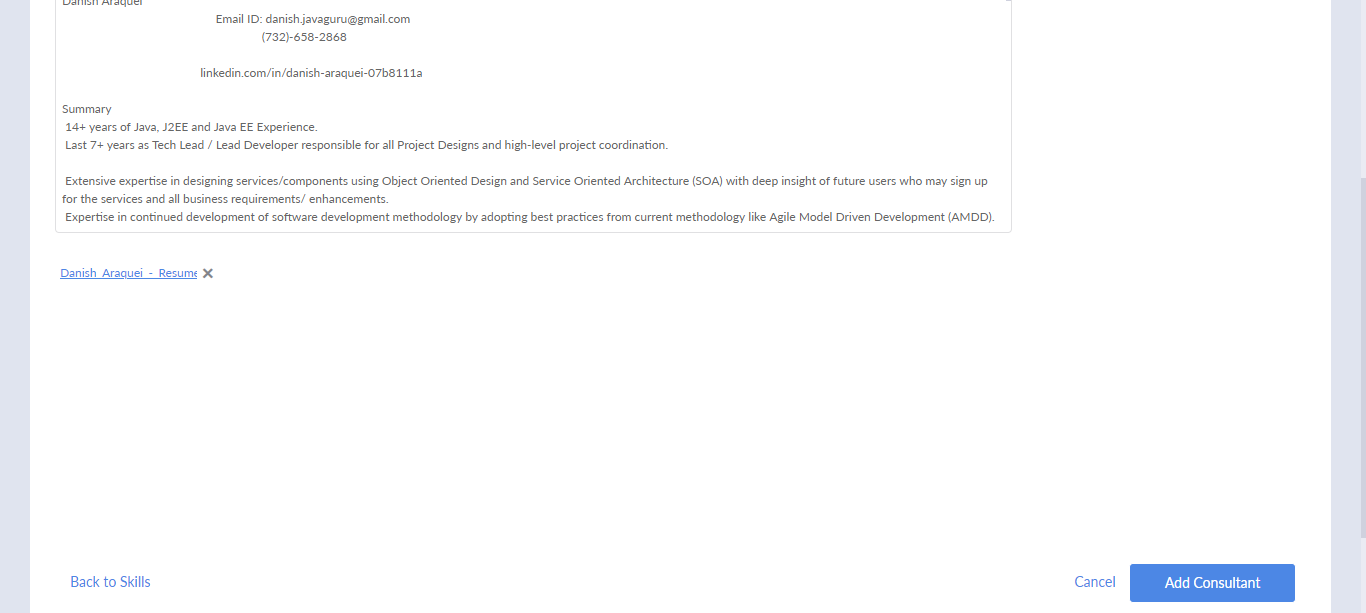 Danish Araquei
Email ID: danish.javaguru@gmail.com
(732)-658-2868
linkedin.com/in/danish-araquei-07b8111a
Summary
14+ years of Java, J2EE and Java EE Experience.
Last 7+ years as Tech Lead / Lead Developer responsible for all Project Designs and high-level project coordination.
Extensive expertise in designing services/components using Object Oriented Design and Service Oriented Architecture (SOA) with deep insight of future users who may sign up
for the services and all business requirements/ enhancements.
Expertise in continued development of software development methodology by adopting best practices from current methodology like Agile Model Driven Development (AMDD).
Danish_Araquei_-_Resume
Back to Skills
Cancel
Add Consultant